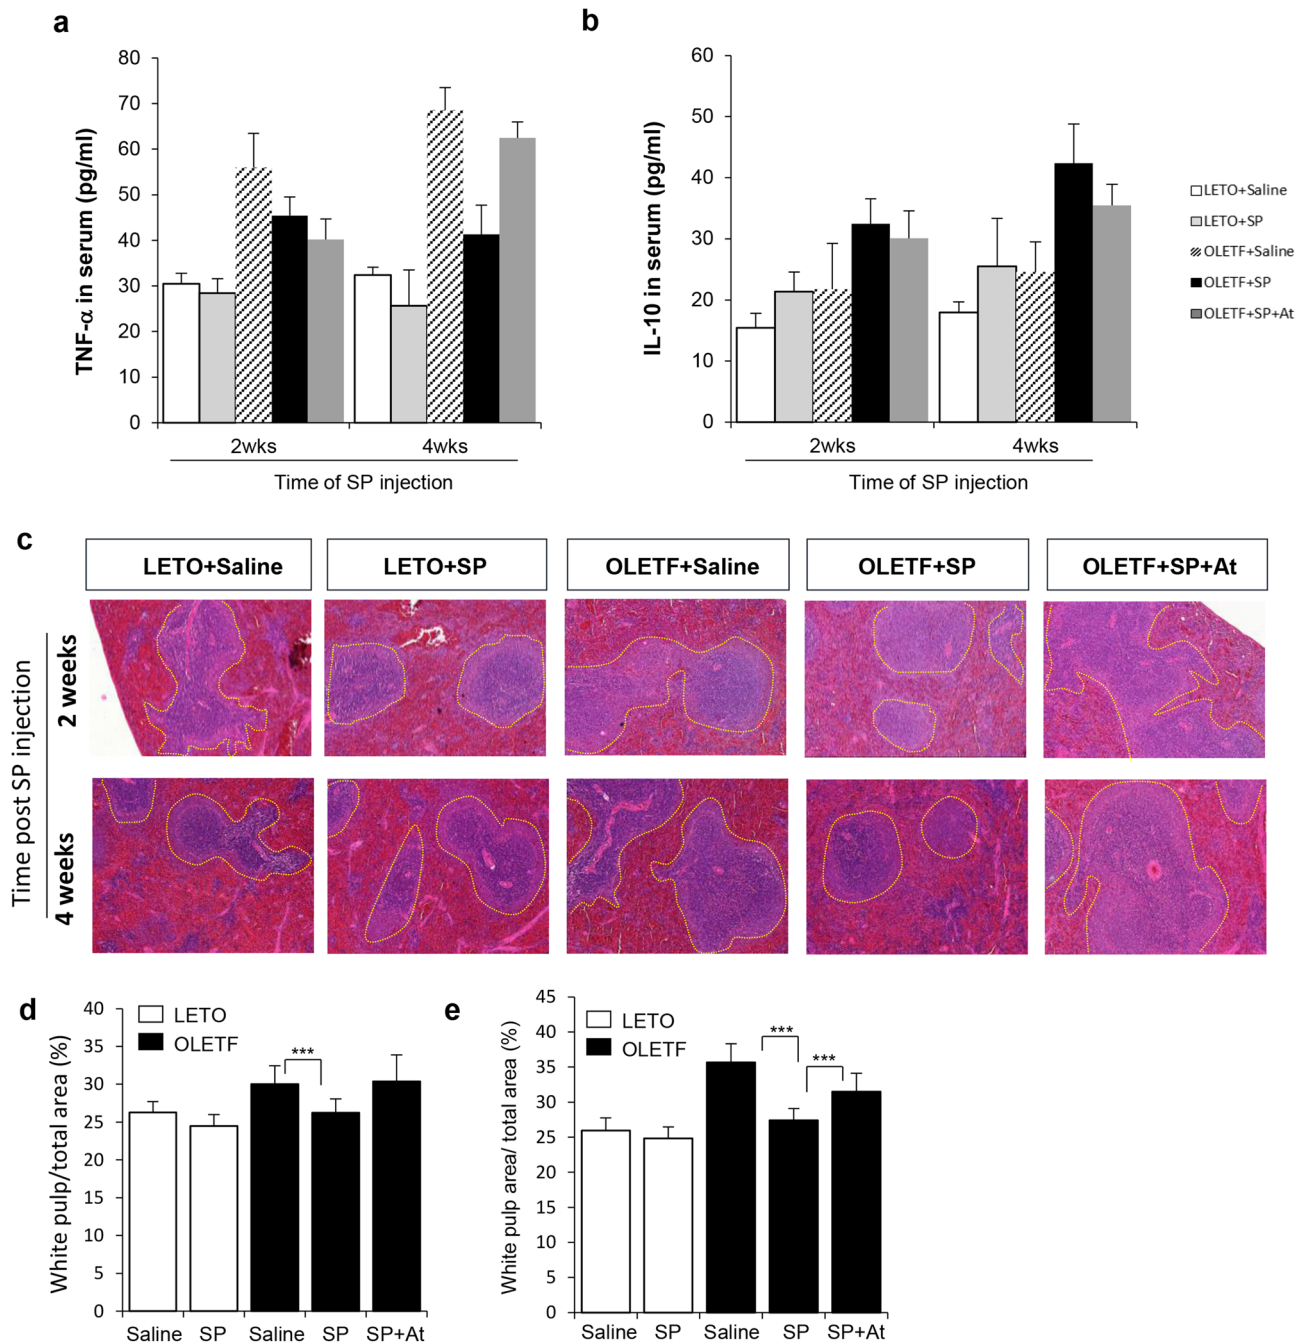 a
TNF-α in serum (pg/ml)
80
70
60
50
40
30
20
10
0
2wks 4wks
Time of SP injection
b
IL-10 in serum (pg/ml)
60
50
40
30
20
10
0
2wks 4wks
Time of SP injection
LETO+Saline
LETO+SP
OLETF+Saline
OLETF+SP
OLETF+SP+At
c
LETO+Saline LETO+SP OLETF+Saline OLETF+SP OLETF+SP+At
Time post SP injection
2 weeks
4 weeks
d
White pulp/total area (%)
40
35
30
25
20
15
10
5
0
LETO
OLETF
***
Saline SP Saline SP SP+At
e
White pulp area/ total area (%)
45
40
35
30
25
20
15
10
5
0
LETO
OLETF
***
***
Saline SP Saline SP SP+At